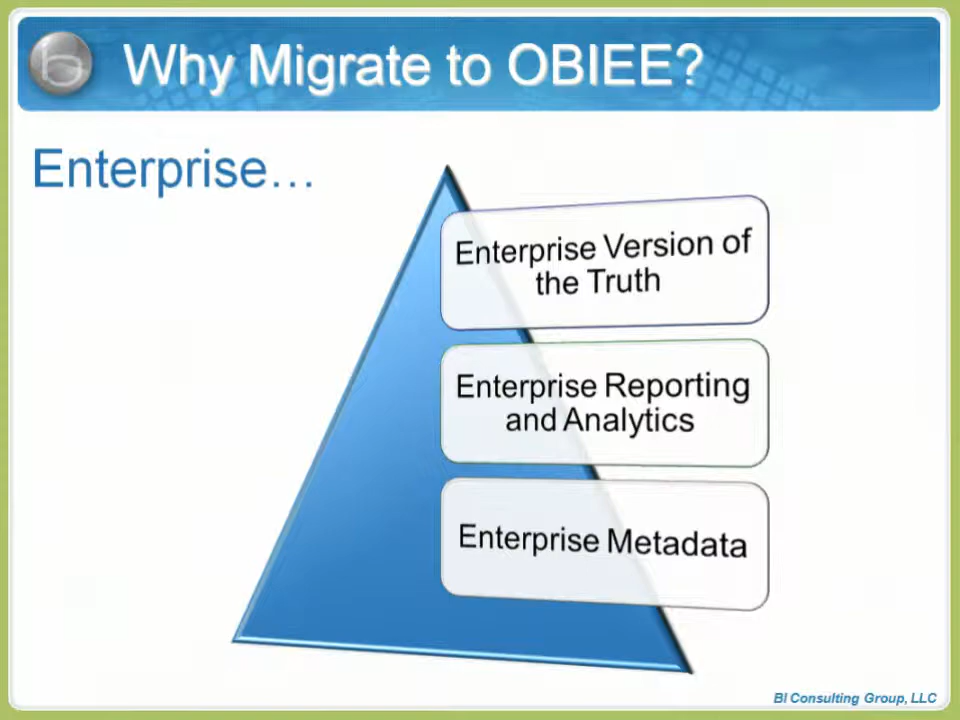 Why Migrate to OBIEE?
Enterprise...
Enterprise Version of
the Truth
Enterprise Reporting
and Analytics
Enterprise Metadata
BI Consulting Group, LLC